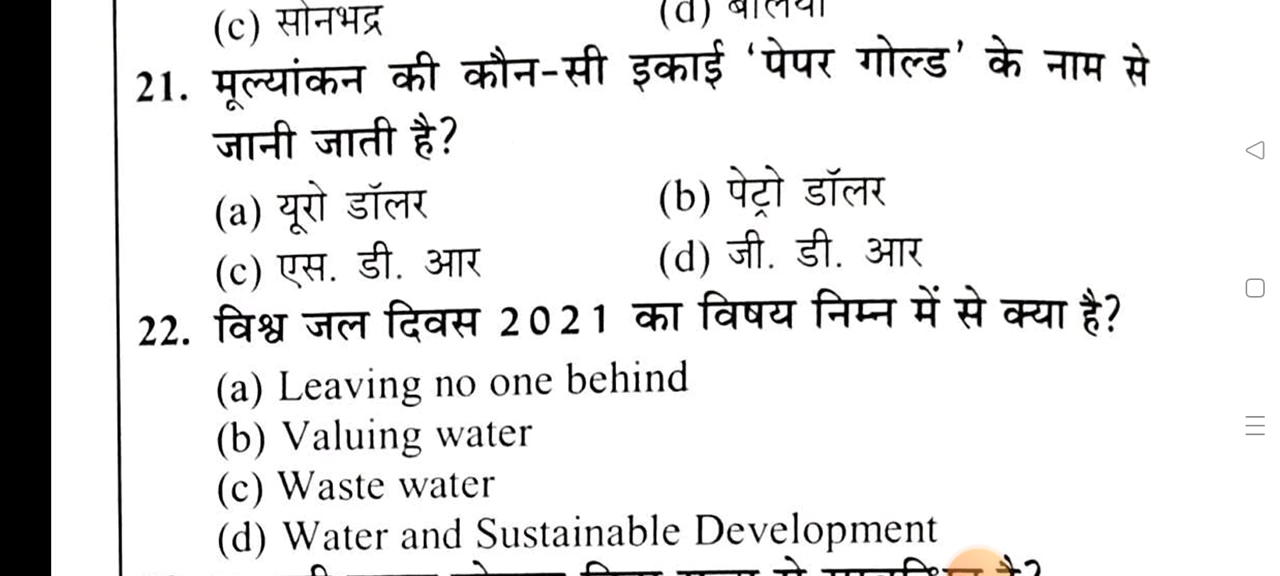 (c) सोनभद्र (d) बलिया
21. मूल्यांकन की कौन-सी इकाई ‘पेपर गोल्ड’ के नाम से
जानी जाती है?
(a) यूरो डॉलर (b) पेट्रो डॉलर
(c) एस. डी. आर (d) जी. डी. आर
22. विश्व जल दिवस 2021 का विषय निम्न में से क्या है?
(a) Leaving no one behind
(b) Valuing water
(c) Waste water
(d) Water and Sustainable Development